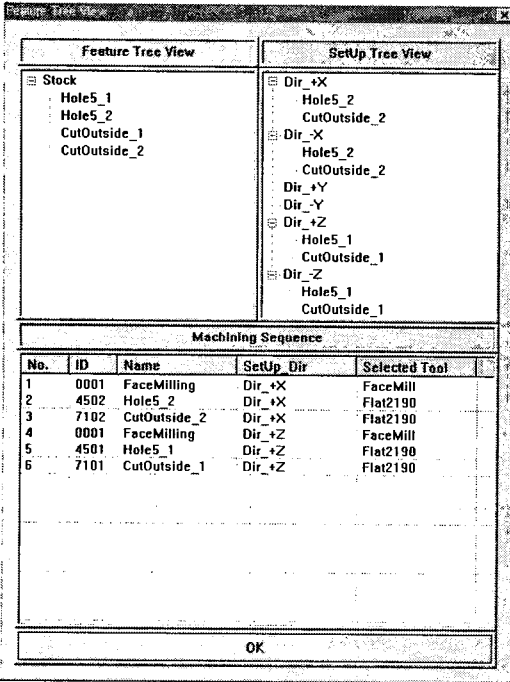 Feature Tree View
Feature Tree View
SetUp Tree View
Stock
Hole5_1
Hole5_2
CutOutside_1
CutOutside_2
Dir_+X
Hole5_2
CutOutside_2
Dir_-X
Hole5_2
CutOutside_2
Dir_+Y
Dir_-Y
Dir_+Z
Hole5_1
CutOutside_1
Dir_-Z
Hole5_1
CutOutside_1
Machining Sequence
No. ID Name SetUp_Dir Selected Tool
1 0001 FaceMilling Dir_+X FaceMill
2 4502 Hole5_2 Dir_+X Flat2190
3 7102 CutOutside_2 Dir_+X Flat2190
4 0001 FaceMilling Dir_+Z FaceMill
5 4501 Hole5_1 Dir_+Z Flat2190
6 7101 CutOutside_1 Dir_+Z Flat2190
OK